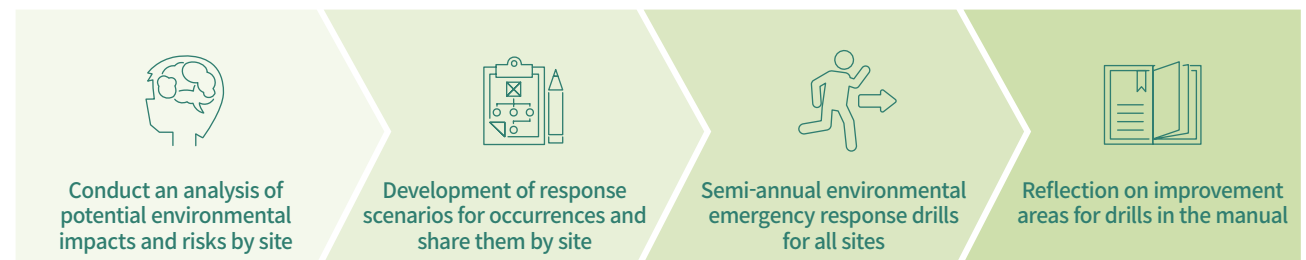 Conduct an analysis of
potential environmental
impacts and risks by site
Development of response
scenarios for occurrences and
share them by site
Semi-annual environmental
emergency response drills
for all sites
Reflection on improvement
areas for drills in the manual